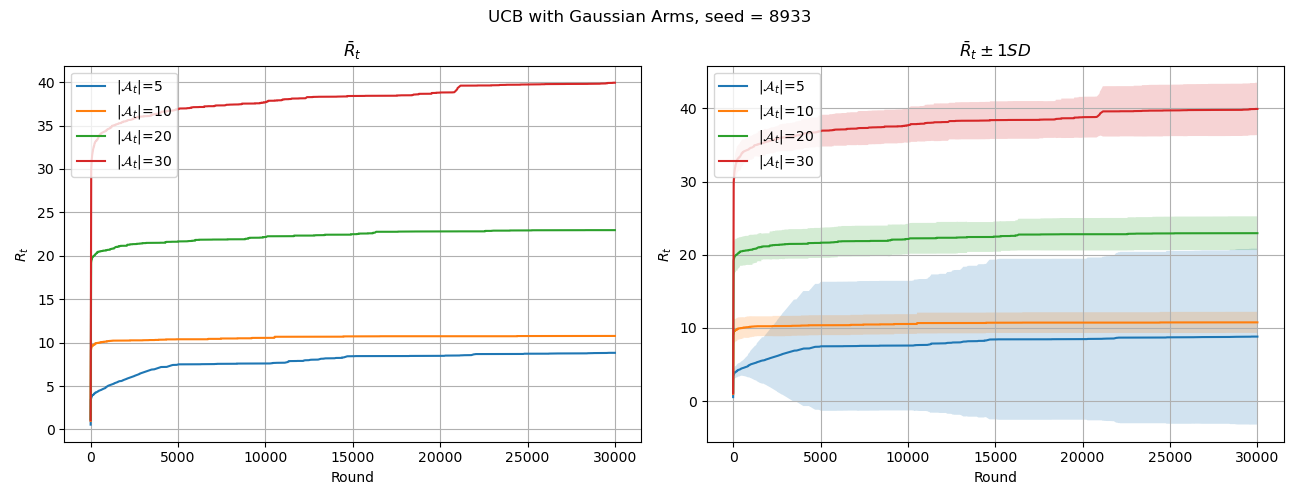 UCB with Gaussian Arms, seed = 8933
R̄ₜ
|𝒜ₜ|=5
|𝒜ₜ|=10
|𝒜ₜ|=20
|𝒜ₜ|=30
Rₜ
40
35
30
25
20
15
10
5
0
0 5000 10000 15000 20000 25000 30000
Round
R̄ₜ ± 1SD
|𝒜ₜ|=5
|𝒜ₜ|=10
|𝒜ₜ|=20
|𝒜ₜ|=30
Rₜ
40
30
20
10
0
0 5000 10000 15000 20000 25000 30000
Round